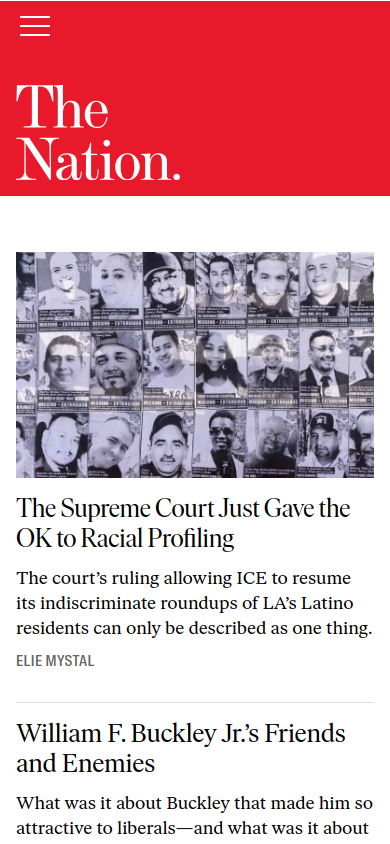 The
Nation.
The Supreme Court Just Gave the
OK to Racial Profiling
The court’s ruling allowing ICE to resume
its indiscriminate roundups of LA’s Latino
residents can only be described as one thing.
ELIE MYSTAL
William F. Buckley Jr.’s Friends
and Enemies
What was it about Buckley that made him so
attractive to liberals—and what was it about